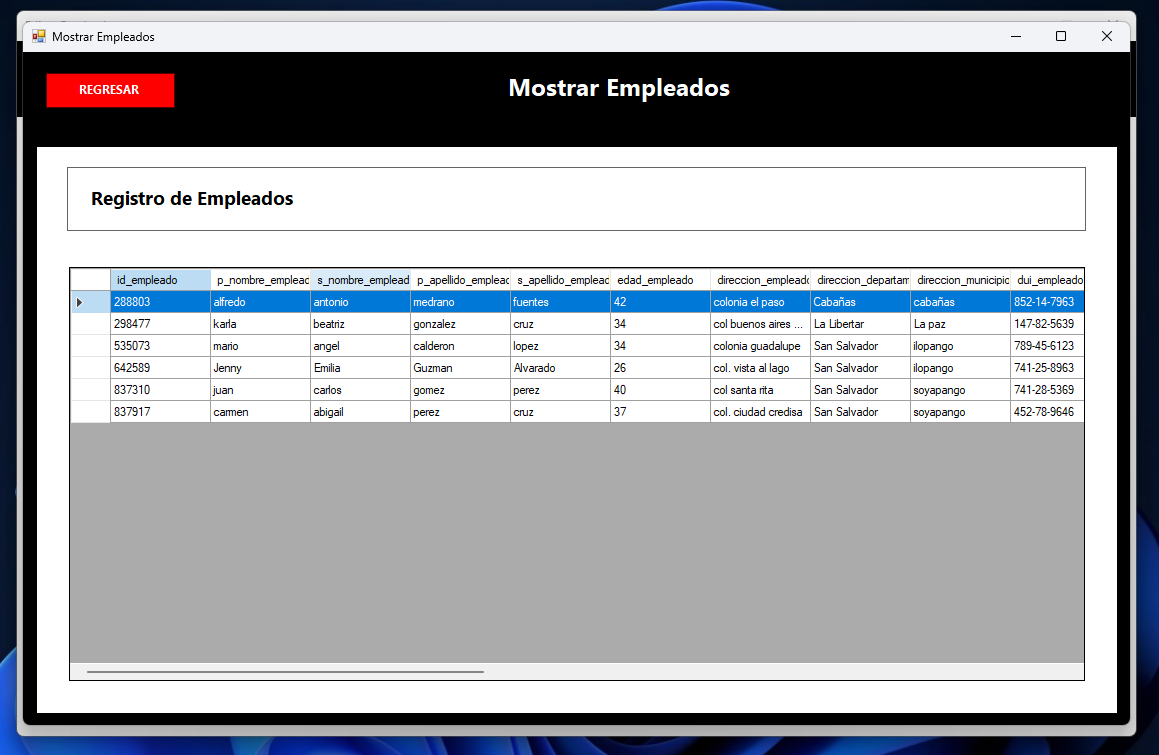 Mostrar Empleados
REGRESAR
Mostrar Empleados
Registro de Empleados
id_empleado p_nombre_emplead s_nombre_emplead p_apellido_empleac s_apellido_empleac edad_empleado direccion_empleado direccion_departam direccion_municipio dui_empleado
288803 alfredo antonio medrano fuentes 42 colonia el paso Cabañas cabañas 852-14-7963
298477 karla beatriz gonzalez cruz 34 col buenos aires ... La Libertar La paz 147-82-5639
535073 mario angel calderon lopez 34 colonia guadalupe San Salvador ilopango 789-45-6123
642589 Jenny Emilia Guzman Alvarado 26 col. vista al lago San Salvador ilopango 741-25-8963
837310 juan carlos gomez perez 40 col santa rita San Salvador soyapango 741-28-5369
837917 carmen abigail perez cruz 37 col. ciudad credisa San Salvador soyapango 452-78-9646